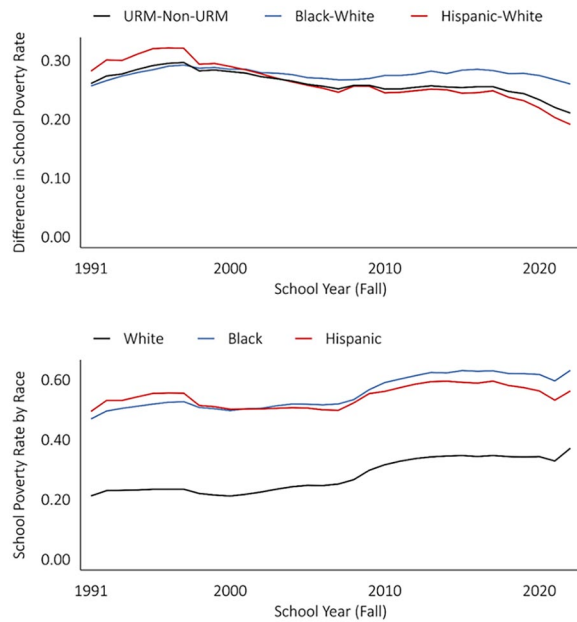 URM-Non-URM Black-White Hispanic-White
Difference in School Poverty Rate
0.30
0.20
0.10
0.00
1991 2000 2010 2020
School Year (Fall)
White Black Hispanic
School Poverty Rate by Race
0.60
0.40
0.20
0.00
1991 2000 2010 2020
School Year (Fall)